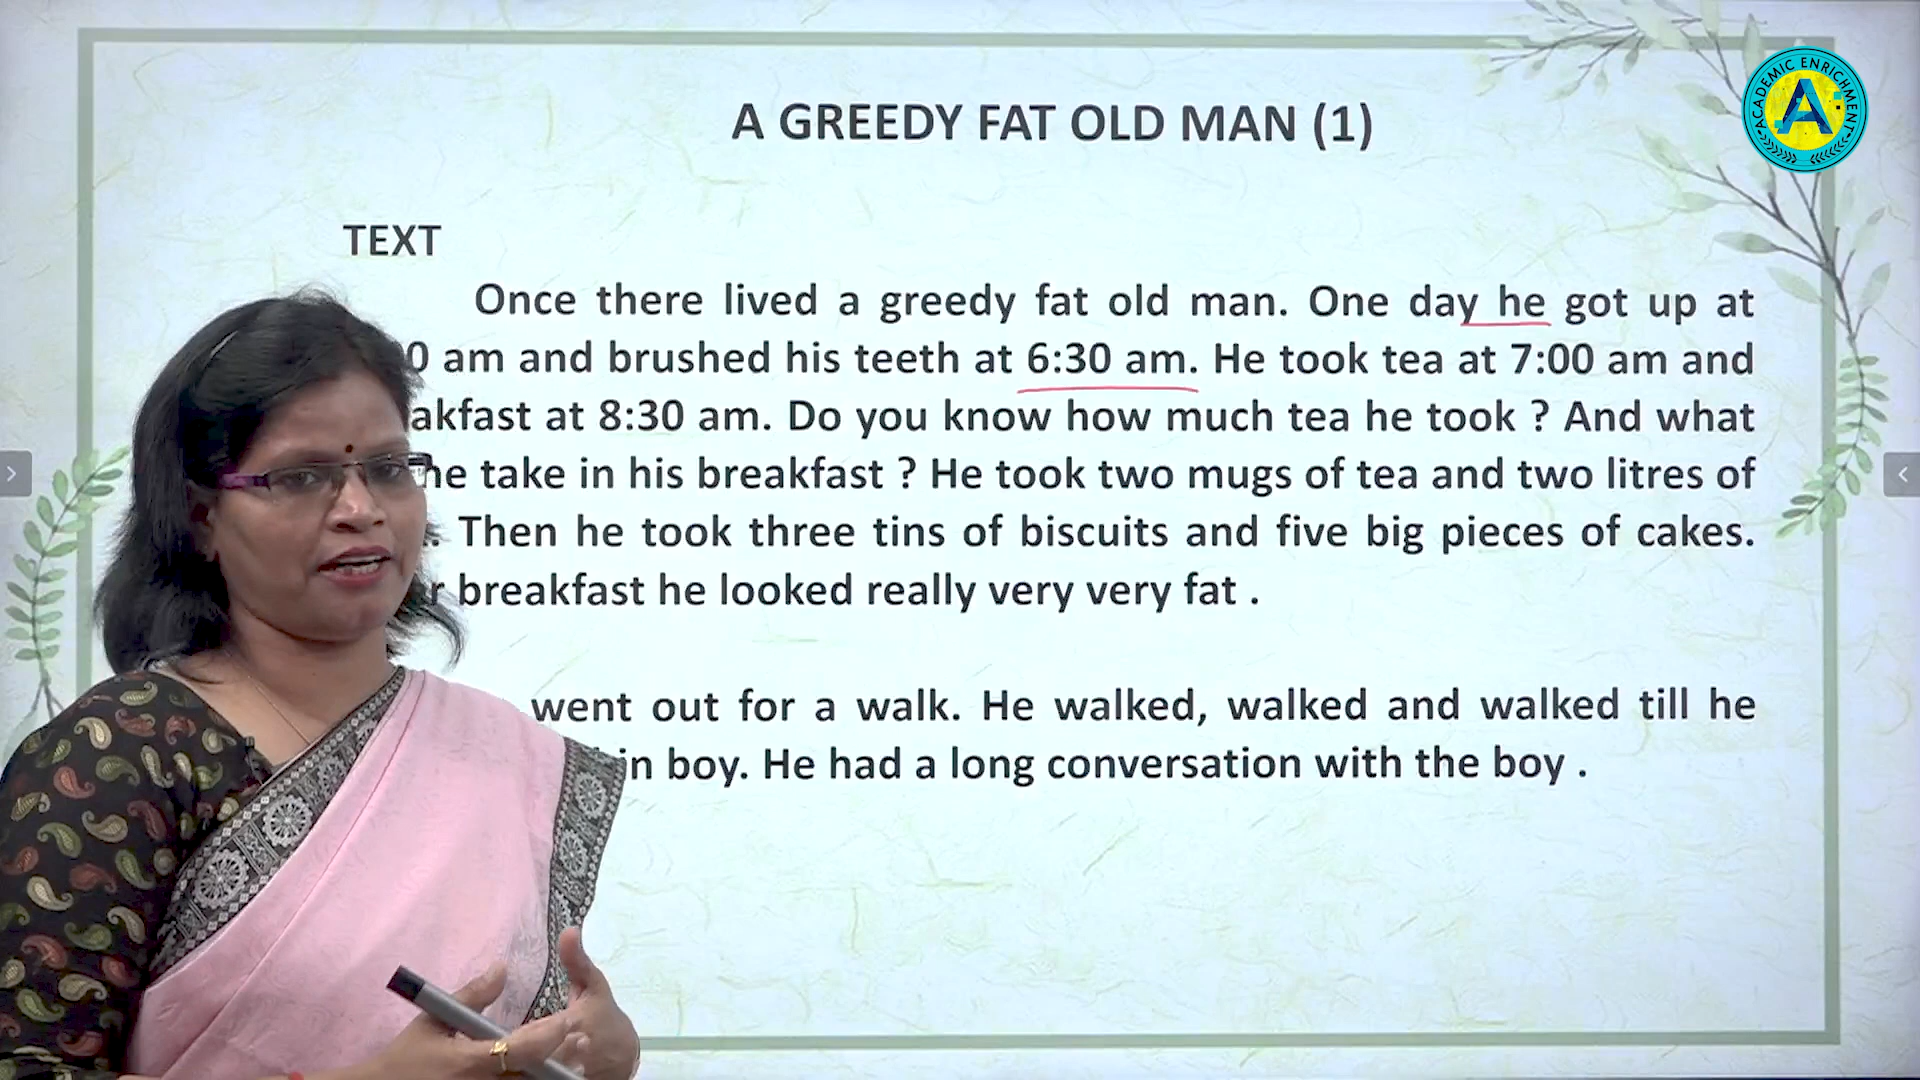 A GREEDY FAT OLD MAN (1)
ACADEMIC ENRICHMENT
A
TEXT
Once there lived a greedy fat old man. One day he got up at
0 am and brushed his teeth at 6:30 am. He took tea at 7:00 am and
akfast at 8:30 am. Do you know how much tea he took ? And what
he take in his breakfast ? He took two mugs of tea and two litres of
. Then he took three tins of biscuits and five big pieces of cakes.
r breakfast he looked really very very fat .
went out for a walk. He walked, walked and walked till he
in boy. He had a long conversation with the boy .